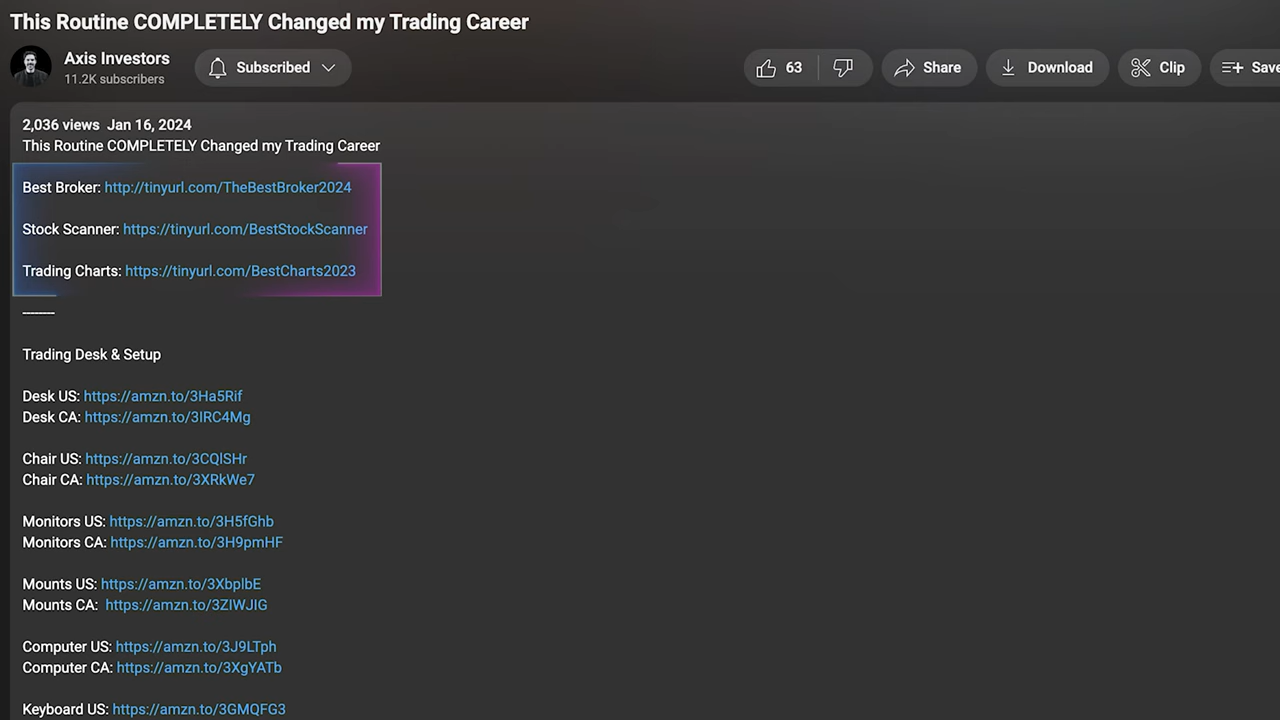 This Routine COMPLETELY Changed my Trading Career
Axis Investors
11.2K subscribers
Subscribed
63
Share
Download
Clip
Save
2,036 views Jan 16, 2024
This Routine COMPLETELY Changed my Trading Career
Best Broker: http://tinyurl.com/TheBestBroker2024
Stock Scanner: https://tinyurl.com/BestStockScanner
Trading Charts: https://tinyurl.com/BestCharts2023
--------
Trading Desk & Setup
Desk US: https://amzn.to/3Ha5Rif
Desk CA: https://amzn.to/3IRC4Mg
Chair US: https://amzn.to/3CQlSHr
Chair CA: https://amzn.to/3XRkWe7
Monitors US: https://amzn.to/3H5fGhb
Monitors CA: https://amzn.to/3H9pmHF
Mounts US: https://amzn.to/3XbplbE
Mounts CA: https://amzn.to/3ZIWJIG
Computer US: https://amzn.to/3J9LTph
Computer CA: https://amzn.to/3XgYATb
Keyboard US: https://amzn.to/3GMQFG3